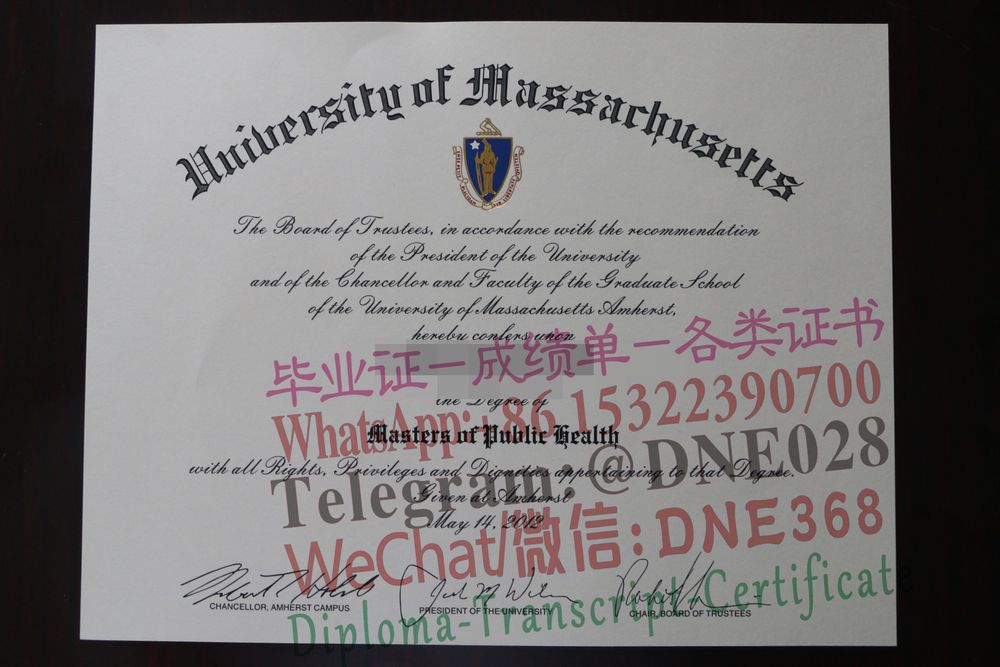 University of Massachusetts
The Board of Trustees, in accordance with the recommendation
of the President of the University
and of the Chancellor and Faculty of the Graduate School
of the University of Massachusetts Amherst,
hereby confers upon
毕业证－成绩单－各类证书
WhatsApp:+86 15322390700
the Degree of
Masters of Public Health
with all Rights, Privileges and Dignities appertaining to that Degree.
Telegram:@DNE028
Given at Amherst
May 14, 2012
WeChat/微信:DNE368
CHANCELLOR, AMHERST CAMPUS
PRESIDENT OF THE UNIVERSITY
CHAIR, BOARD OF TRUSTEES
Diploma-Transcript-Certificate